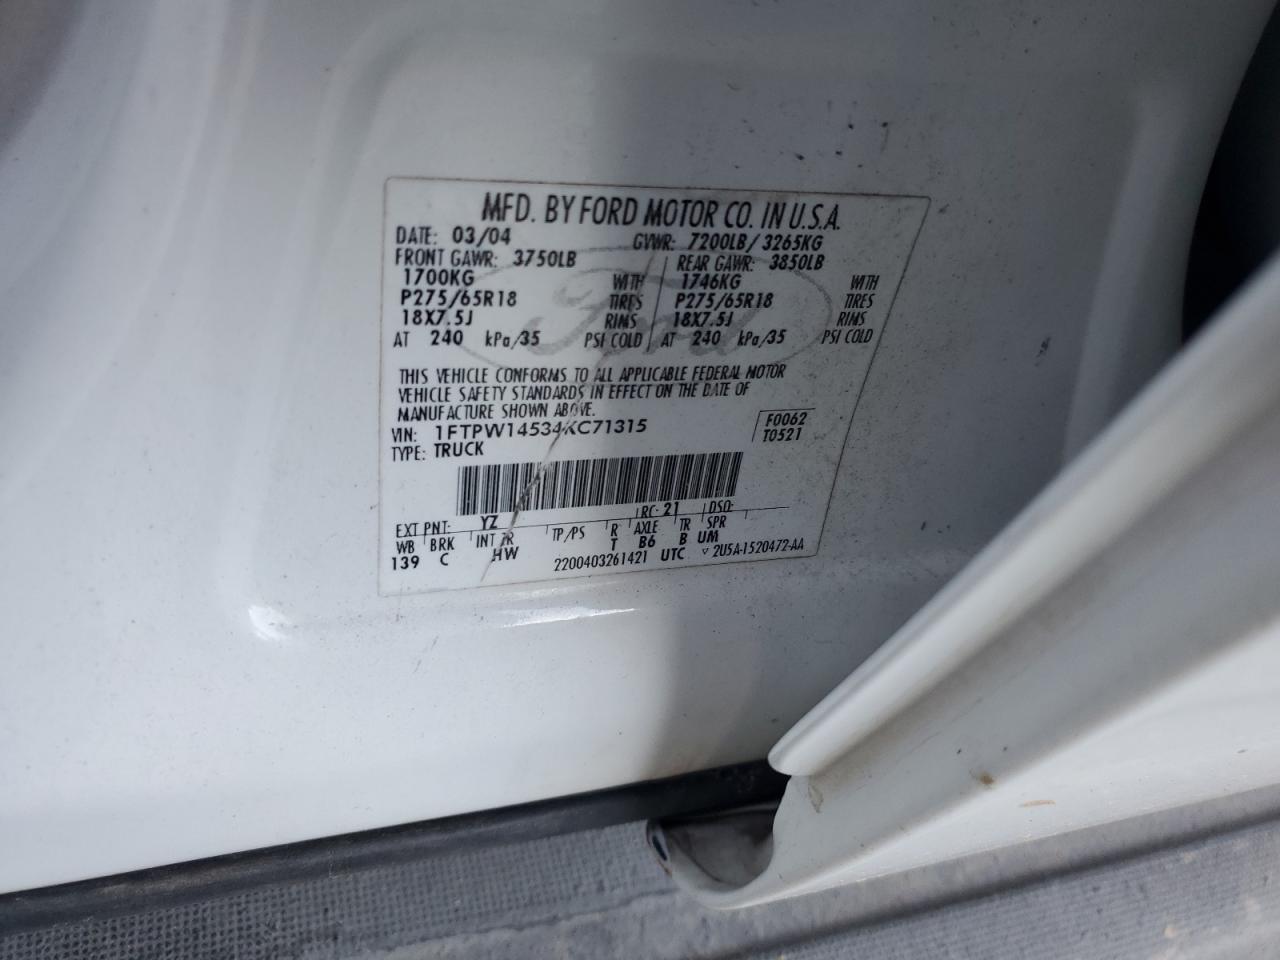 MFD. BY FORD MOTOR CO. IN U.S.A.
DATE: 03/04 GVWR: 7200LB/ 3265KG
FRONT GAWR: 3750LB REAR GAWR: 3850LB
1700KG WITH 1746KG WITH
P275/65R18 TIRES P275/65R18 TIRES
18X7.5J RIMS 18X7.5J RIMS
AT 240 kPa/35 PSI COLD AT 240 kPa/35 PSI COLD
Ford
THIS VEHICLE CONFORMS TO ALL APPLICABLE FEDERAL MOTOR
VEHICLE SAFETY STANDARDS IN EFFECT ON THE DATE OF
MANUFACTURE SHOWN ABOVE.
VIN: 1FTPW14534KC71315 F0062
TYPE: TRUCK T0521
EXT PNT: YZ RC: 21 DSO:
WB BRK INT TR TP/PS R AXLE TR SPR
139 C HW T B6 B UM
2200403261421 UTC ▽ 2U5A-1520472-AA